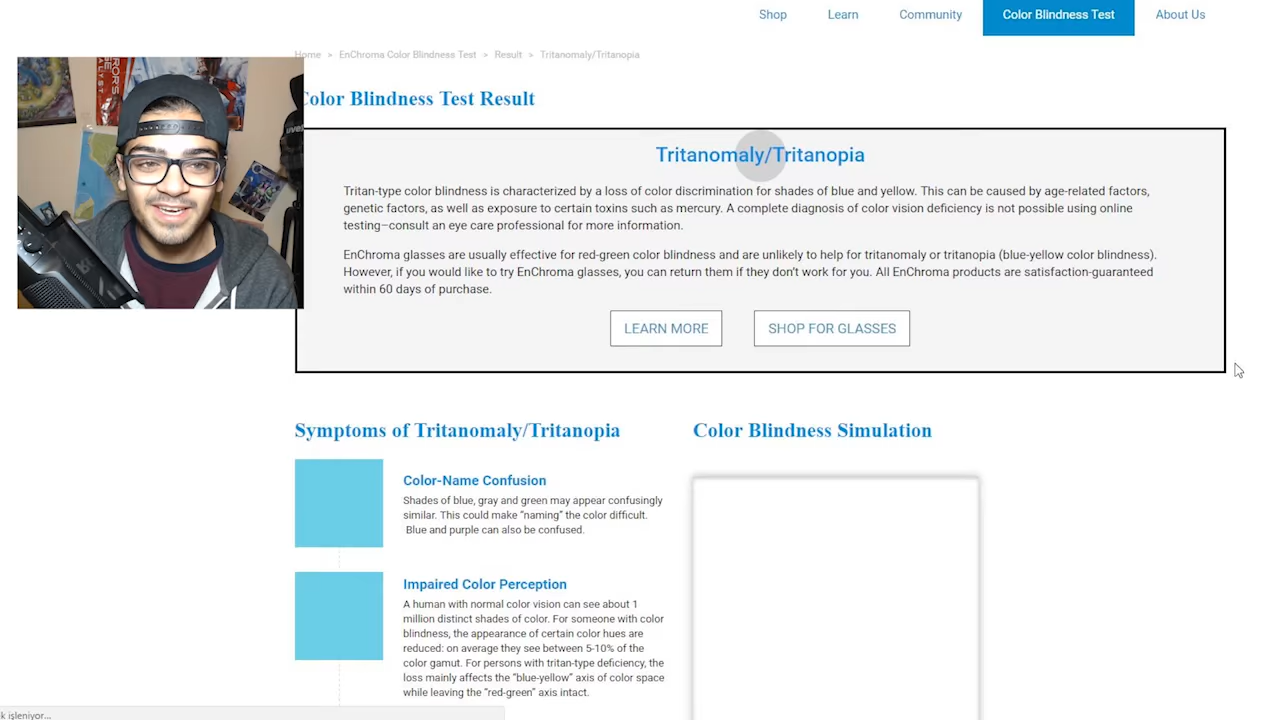 Shop Learn Community Color Blindness Test About Us
Home > EnChroma Color Blindness Test > Result > Tritanomaly/Tritanopia
Color Blindness Test Result
Tritanomaly/Tritanopia
Tritan-type color blindness is characterized by a loss of color discrimination for shades of blue and yellow. This can be caused by age-related factors,
genetic factors, as well as exposure to certain toxins such as mercury. A complete diagnosis of color vision deficiency is not possible using online
testing–consult an eye care professional for more information.
EnChroma glasses are usually effective for red-green color blindness and are unlikely to help for tritanomaly or tritanopia (blue-yellow color blindness).
However, if you would like to try EnChroma glasses, you can return them if they don't work for you. All EnChroma products are satisfaction-guaranteed
within 60 days of purchase.
LEARN MORE SHOP FOR GLASSES
Symptoms of Tritanomaly/Tritanopia
Color-Name Confusion
Shades of blue, gray and green may appear confusingly
similar. This could make “naming” the color difficult.
Blue and purple can also be confused.
Impaired Color Perception
A human with normal color vision can see about 1
million distinct shades of color. For someone with color
blindness, the appearance of certain color hues are
reduced: on average they see between 5-10% of the
color gamut. For persons with tritan-type deficiency, the
loss mainly affects the “blue-yellow” axis of color space
while leaving the “red-green” axis intact.
Color Blindness Simulation
k işleniyor...